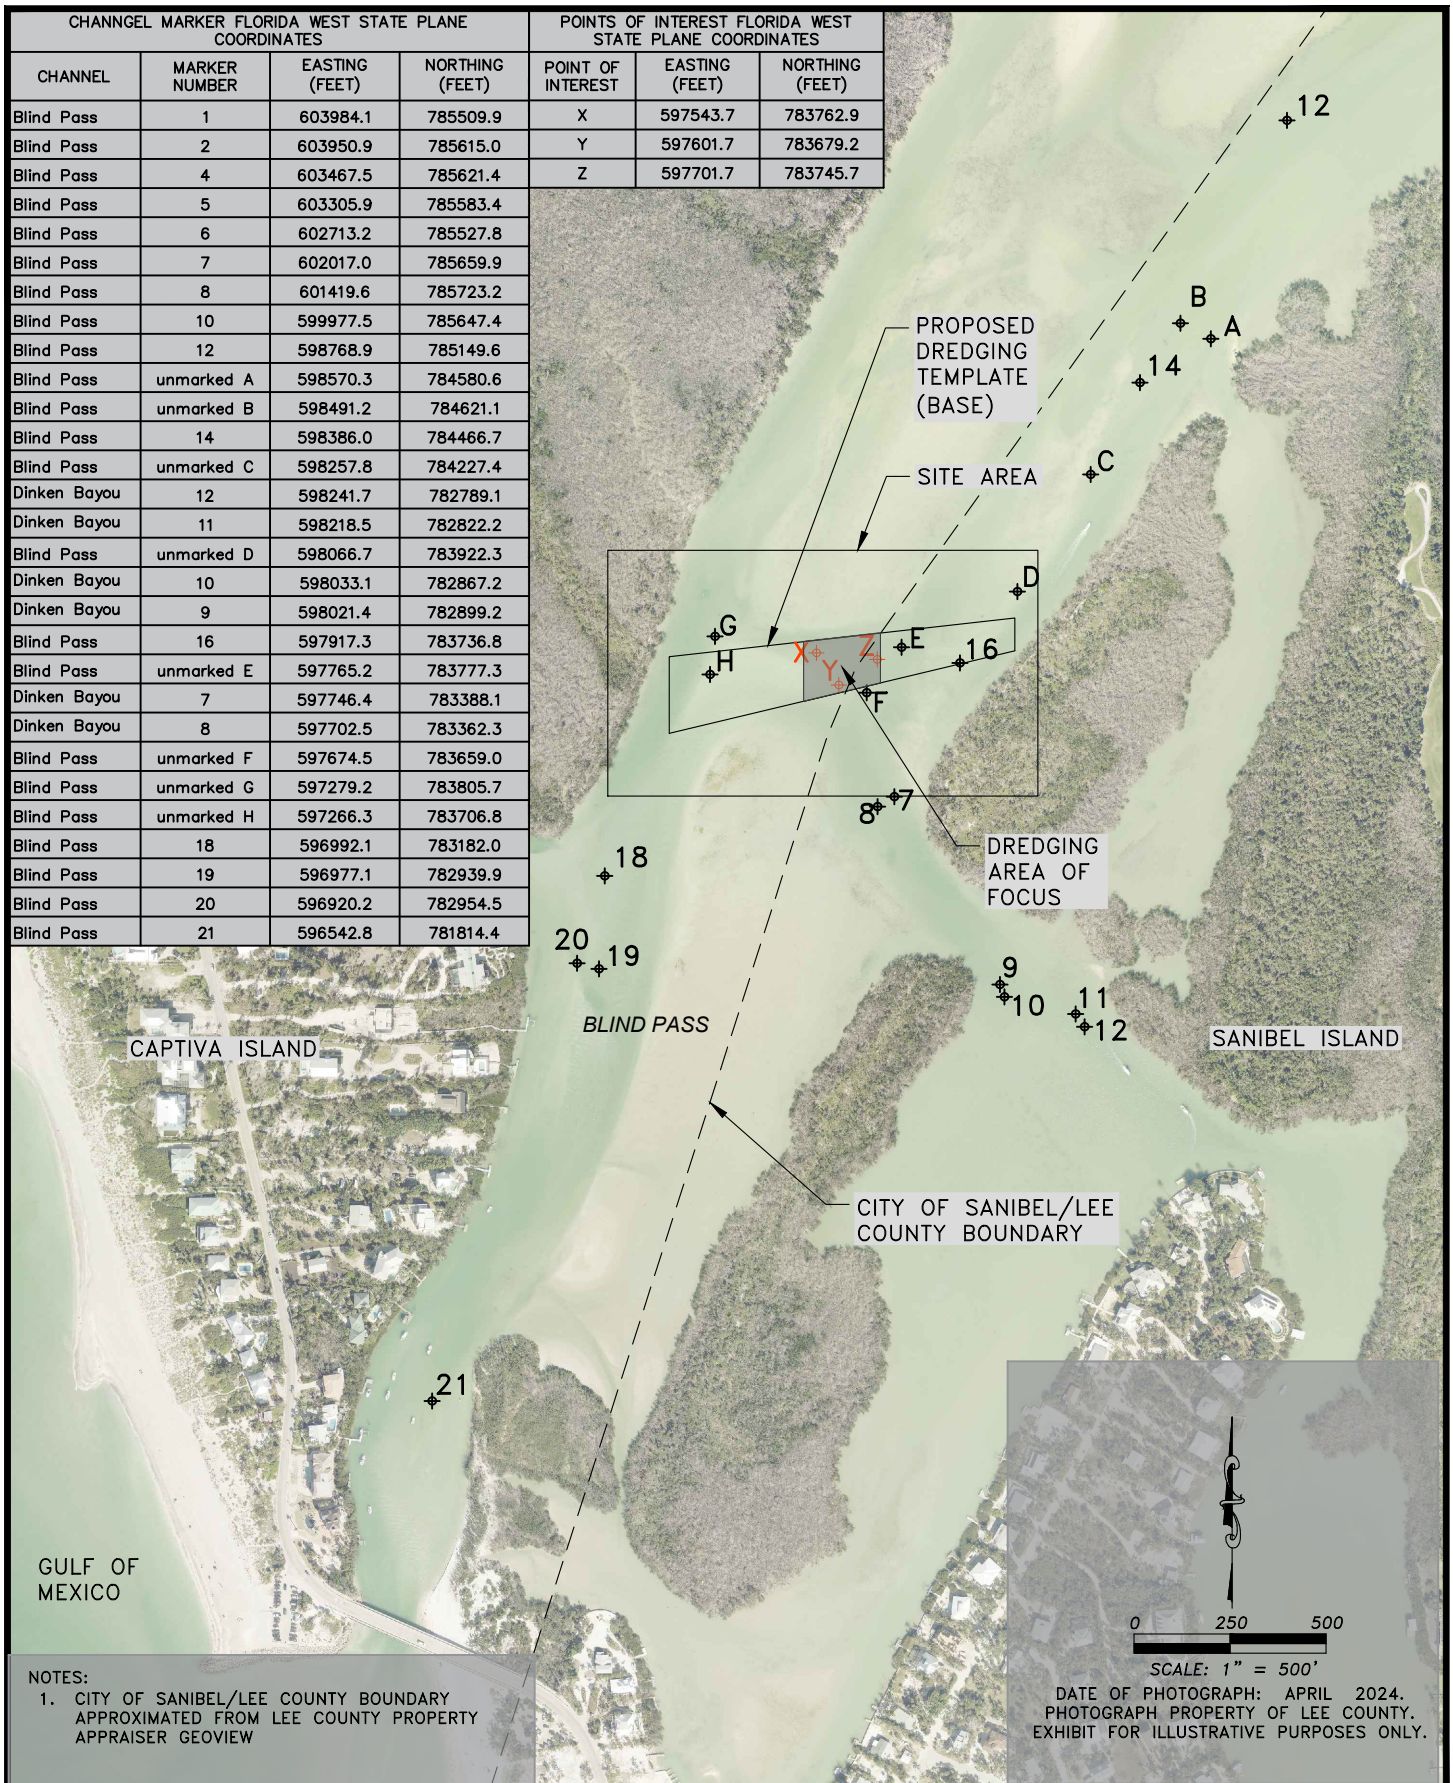 CHANNGEL MARKER FLORIDA WEST STATE PLANE
COORDINATES
CHANNEL MARKER NUMBER EASTING (FEET) NORTHING (FEET)
Blind Pass 1 603984.1 785509.9
Blind Pass 2 603950.9 785615.0
Blind Pass 4 603467.5 785621.4
Blind Pass 5 603305.9 785583.4
Blind Pass 6 602713.2 785527.8
Blind Pass 7 602017.0 785659.9
Blind Pass 8 601419.6 785723.2
Blind Pass 10 599977.5 785647.4
Blind Pass 12 598768.9 785149.6
Blind Pass unmarked A 598570.3 784580.6
Blind Pass unmarked B 598491.2 784621.1
Blind Pass 14 598386.0 784466.7
Blind Pass unmarked C 598257.8 784227.4
Dinken Bayou 12 598241.7 782789.1
Dinken Bayou 11 598218.5 782822.2
Blind Pass unmarked D 598066.7 783922.3
Dinken Bayou 10 598033.1 782867.2
Dinken Bayou 9 598021.4 782899.2
Blind Pass 16 597917.3 783736.8
Blind Pass unmarked E 597765.2 783777.3
Dinken Bayou 7 597746.4 783388.1
Dinken Bayou 8 597702.5 783362.3
Blind Pass unmarked F 597674.5 783659.0
Blind Pass unmarked G 597279.2 783805.7
Blind Pass unmarked H 597266.3 783706.8
Blind Pass 18 596992.1 783182.0
Blind Pass 19 596977.1 782939.9
Blind Pass 20 596920.2 782954.5
Blind Pass 21 596542.8 781814.4
POINTS OF INTEREST FLORIDA WEST
STATE PLANE COORDINATES
POINT OF INTEREST EASTING (FEET) NORTHING (FEET)
X 597543.7 783762.9
Y 597601.7 783679.2
Z 597701.7 783745.7
12
B
A
14
C
PROPOSED
DREDGING
TEMPLATE
(BASE)
SITE AREA
D
G
H
X
Y
Z
E
16
F
7
8
DREDGING
AREA OF
FOCUS
18
20
19
9
10
11
12
BLIND PASS
CAPTIVA ISLAND
SANIBEL ISLAND
CITY OF SANIBEL/LEE
COUNTY BOUNDARY
21
GULF OF
MEXICO
NOTES:
1. CITY OF SANIBEL/LEE COUNTY BOUNDARY
APPROXIMATED FROM LEE COUNTY PROPERTY
APPRAISER GEOVIEW
0 250 500
SCALE: 1" = 500'
DATE OF PHOTOGRAPH: APRIL 2024.
PHOTOGRAPH PROPERTY OF LEE COUNTY.
EXHIBIT FOR ILLUSTRATIVE PURPOSES ONLY.